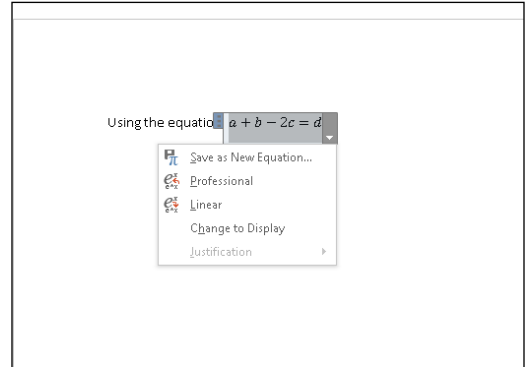 Using the equatio a + b − 2c = d
Save as New Equation...
Professional
Linear
Change to Display
Justification